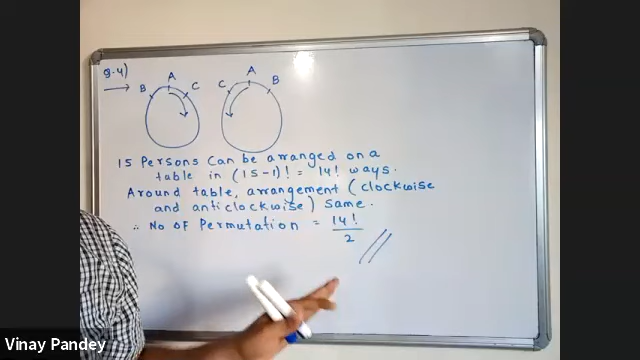 Q.4)
B A C
C A B
15 Persons Can be arranged on a
table in (15-1)! = 14! ways.
Around table, arrangement (clockwise
and anticlockwise) same.
∴ No OF Permutation = 14!/2
Vinay Pandey